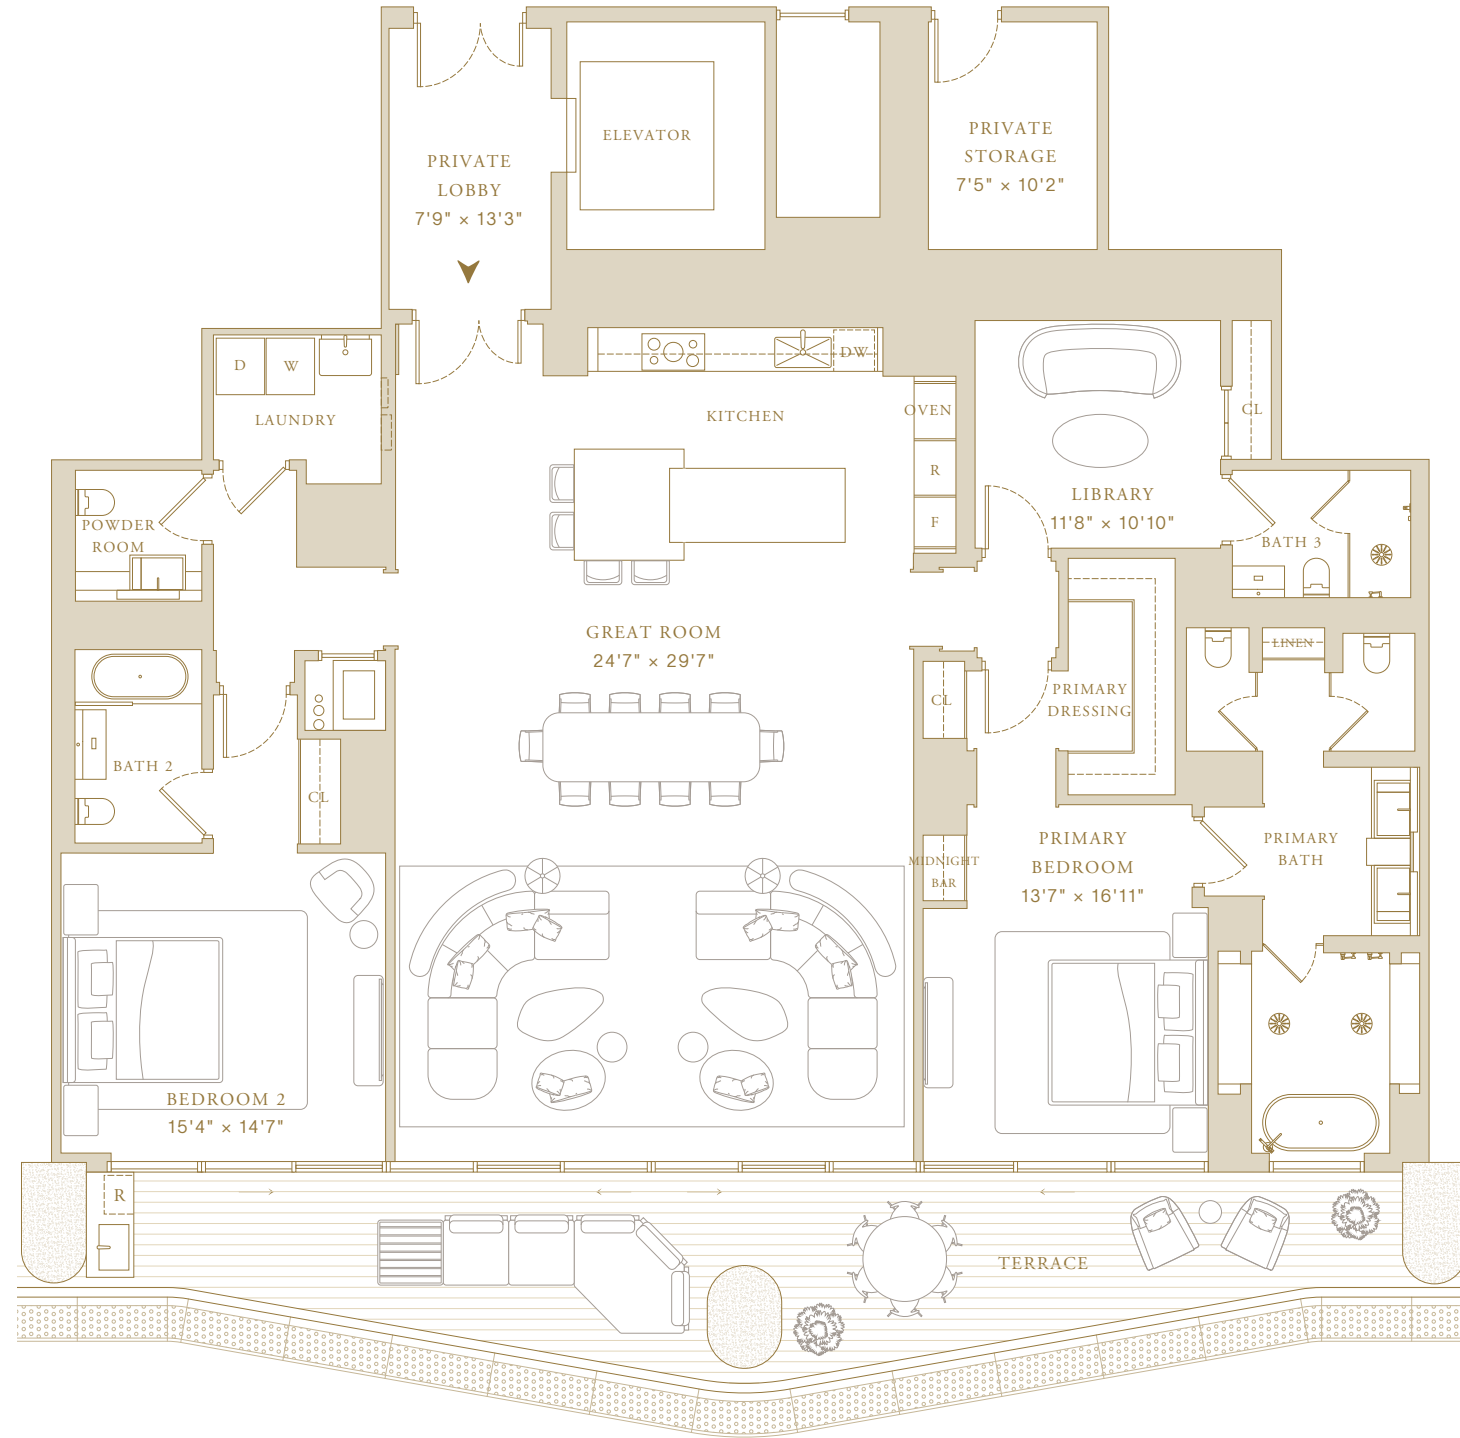 ELEVATOR
PRIVATE
LOBBY
7'9" × 13'3"
PRIVATE
STORAGE
7'5" × 10'2"
D
W
LAUNDRY
DW
KITCHEN
OVEN
R
F
CL
LIBRARY
11'8" × 10'10"
POWDER
ROOM
BATH 3
GREAT ROOM
24'7" × 29'7"
LINEN
CL
PRIMARY
DRESSING
BATH 2
CL
MIDNIGHT
BAR
PRIMARY
BEDROOM
13'7" × 16'11"
PRIMARY
BATH
BEDROOM 2
15'4" × 14'7"
R
TERRACE